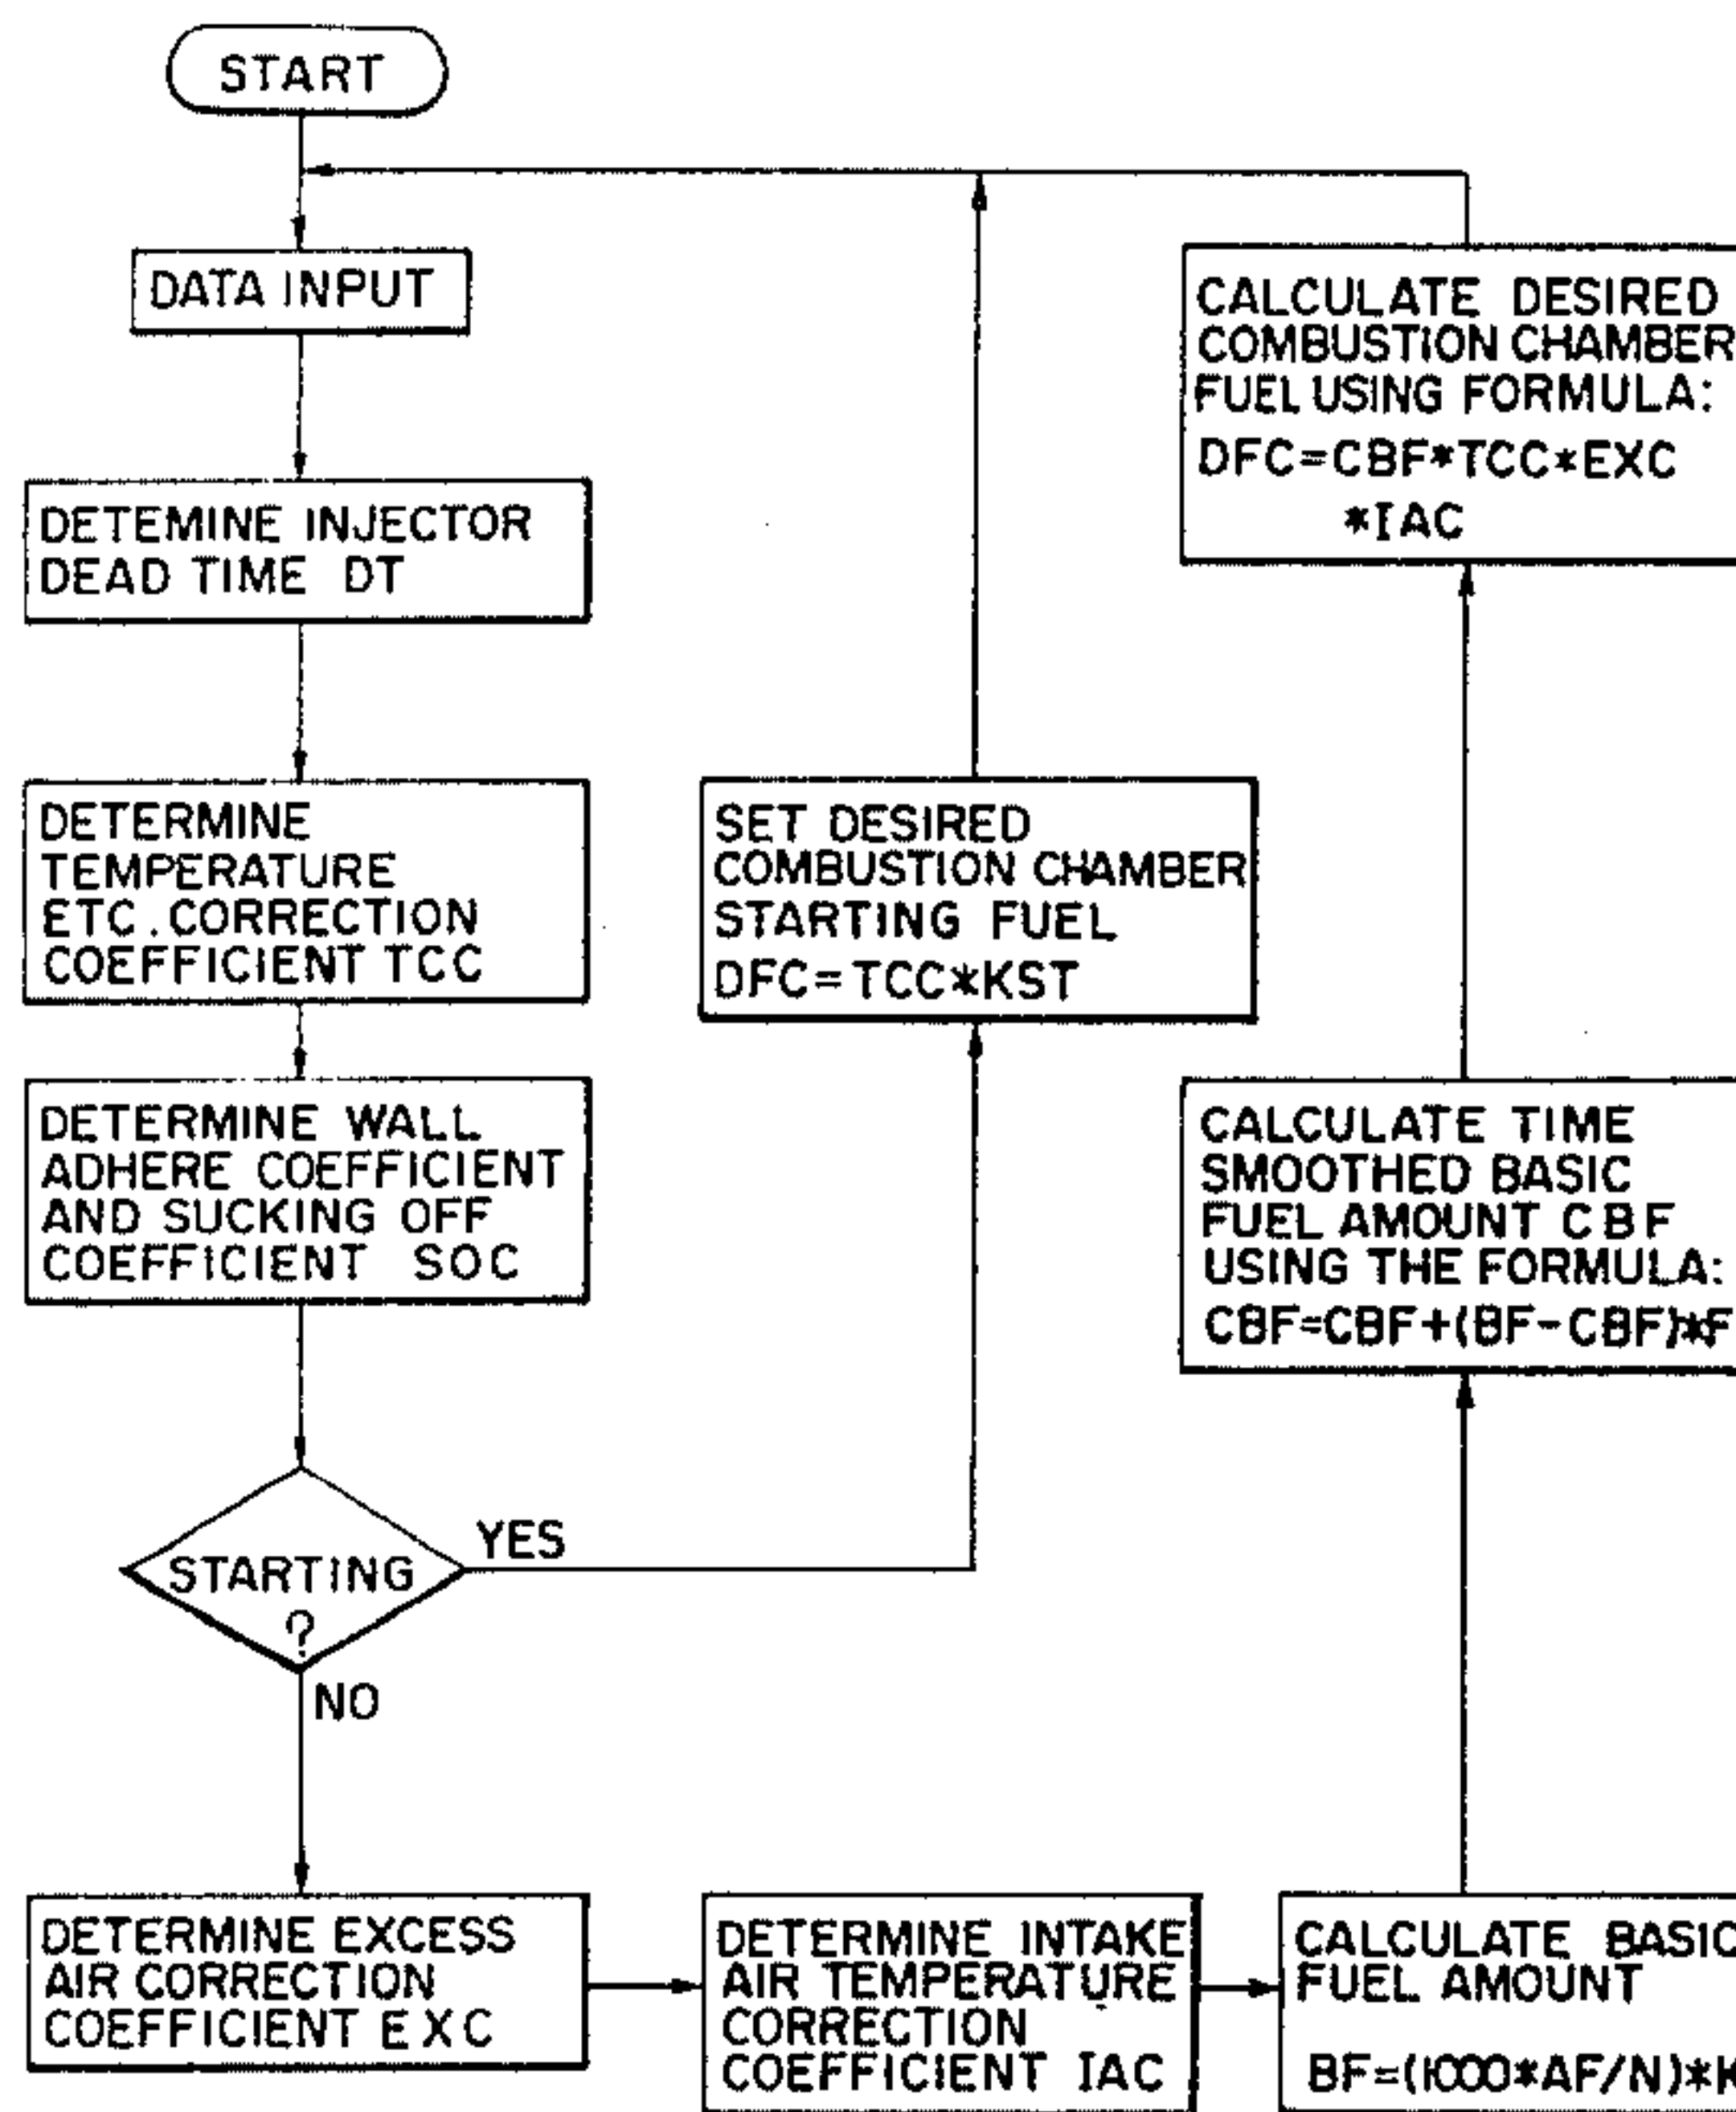 START
DATA INPUT
DETEMINE INJECTOR
DEAD TIME DT
DETERMINE
TEMPERATURE
ETC. CORRECTION
COEFFICIENT TCC
DETERMINE WALL
ADHERE COEFFICIENT
AND SUCKING OFF
COEFFICIENT SOC
STARTING
?
YES
NO
SET DESIRED
COMBUSTION CHAMBER
STARTING FUEL
DFC=TCC*KST
DETERMINE EXCESS
AIR CORRECTION
COEFFICIENT EXC
DETERMINE INTAKE
AIR TEMPERATURE
CORRECTION
COEFFICIENT IAC
CALCULATE BASIC
FUEL AMOUNT
BF=(1000*AF/N)*K
CALCULATE TIME
SMOOTHED BASIC
FUEL AMOUNT CBF
USING THE FORMULA:
CBF=CBF+(BF-CBF)*F
CALCULATE DESIRED
COMBUSTION CHAMBER
FUEL USING FORMULA:
DFC=CBF*TCC*EXC
*IAC